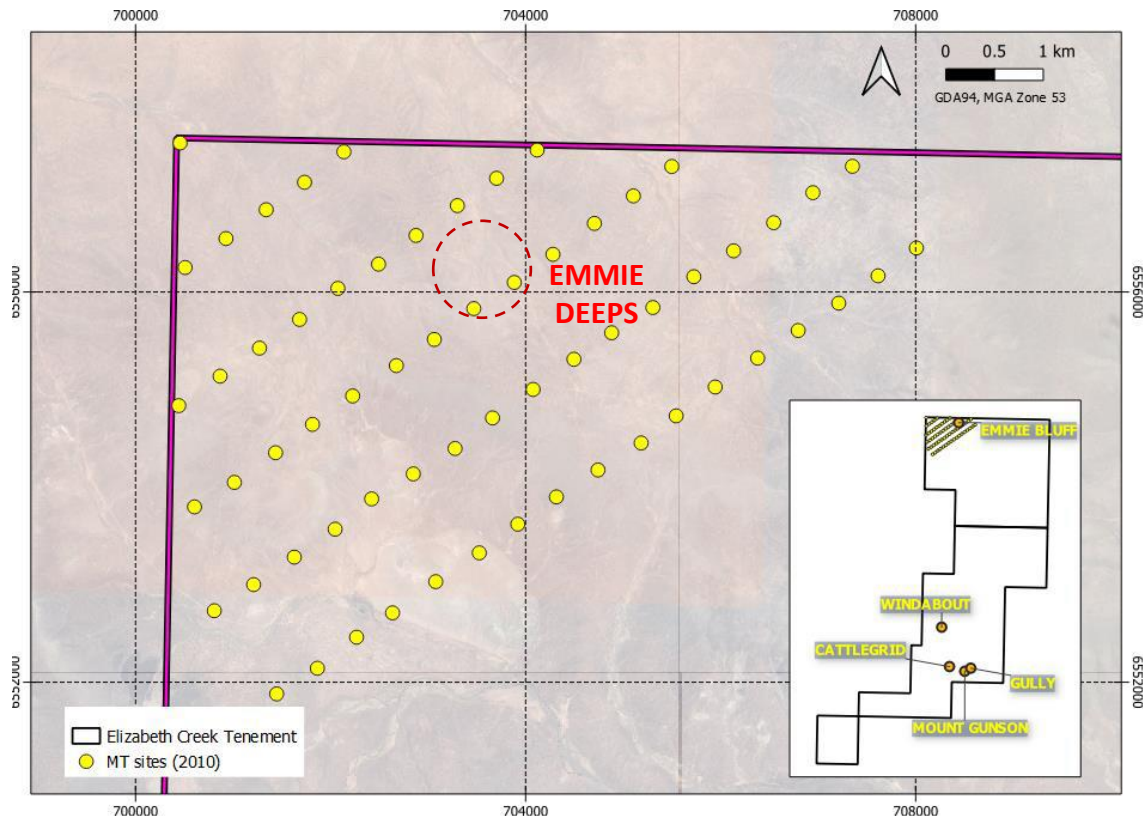 700000
704000
708000
0 0.5 1 km
GDA94, MGA Zone 53
EMMIE
DEEPS
6556000
6556000
6552000
6552000
EMMIE BLUFF
WINDABOUT
CATTLEGRID
GULLY
MOUNT GUNSON
Elizabeth Creek Tenement
MT sites (2010)
700000
704000
708000